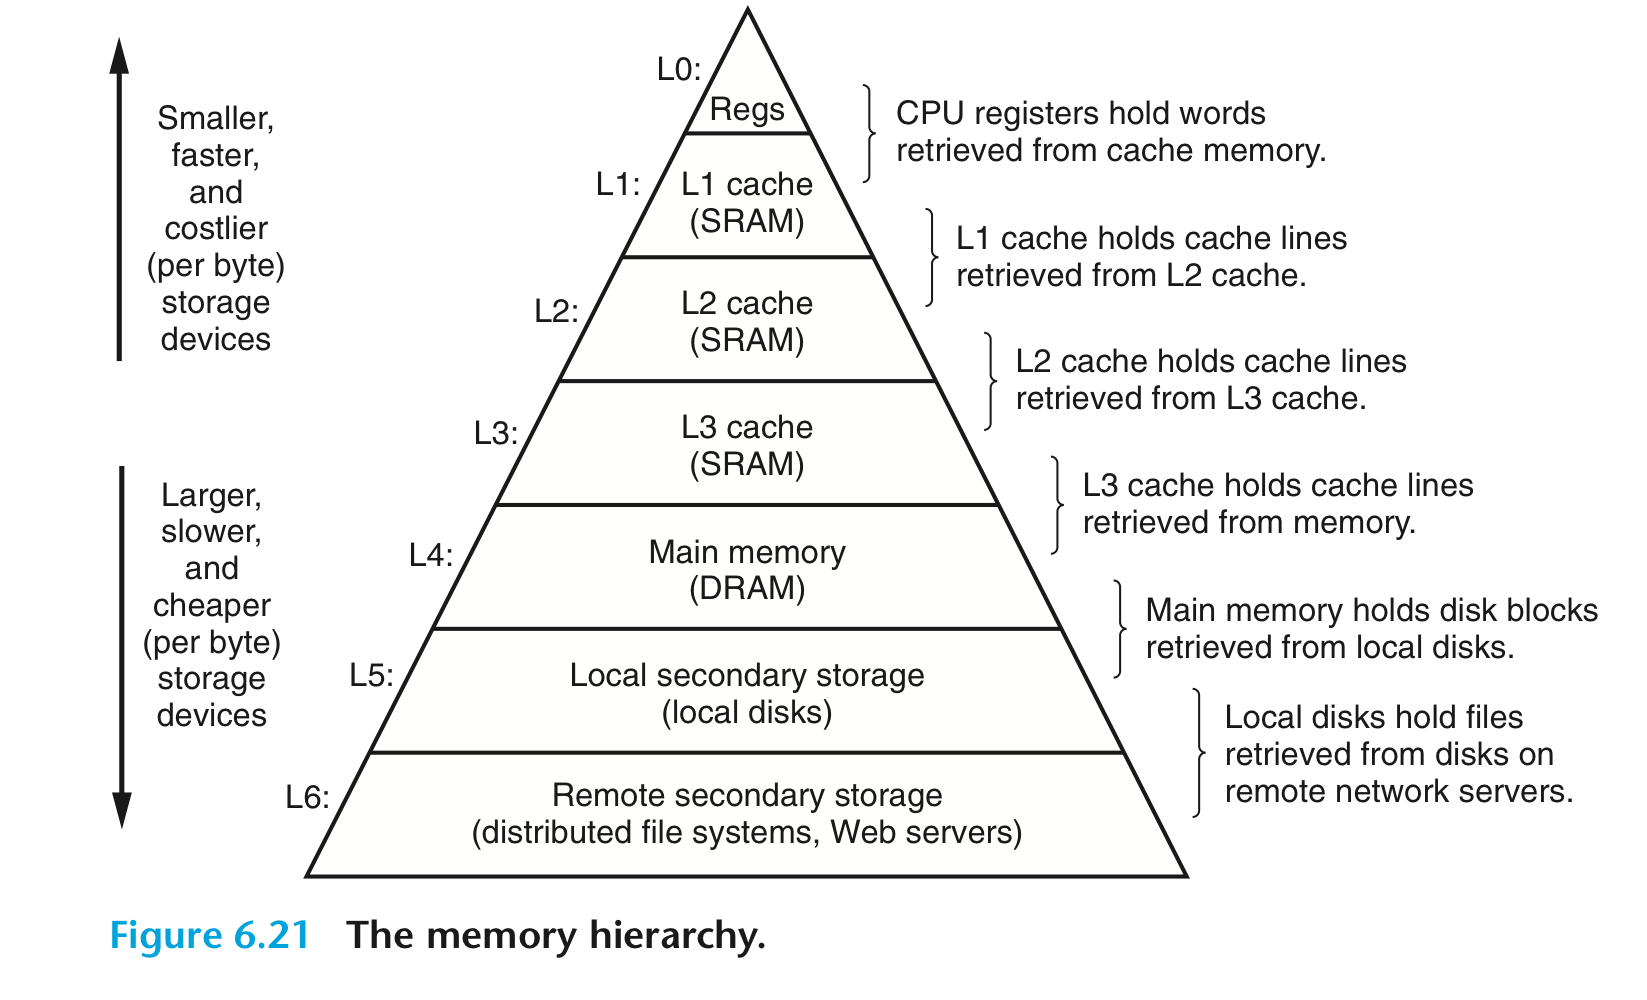 L0:
Regs
CPU registers hold words
retrieved from cache memory.
Smaller,
faster,
and
costlier
(per byte)
storage
devices
L1:
L1 cache
(SRAM)
L1 cache holds cache lines
retrieved from L2 cache.
L2:
L2 cache
(SRAM)
L2 cache holds cache lines
retrieved from L3 cache.
L3:
L3 cache
(SRAM)
L3 cache holds cache lines
retrieved from memory.
Larger,
slower,
and
cheaper
(per byte)
storage
devices
L4:
Main memory
(DRAM)
Main memory holds disk blocks
retrieved from local disks.
L5:
Local secondary storage
(local disks)
Local disks hold files
retrieved from disks on
remote network servers.
L6:
Remote secondary storage
(distributed file systems, Web servers)
Figure 6.21 The memory hierarchy.